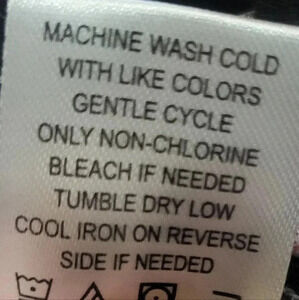 MACHINE WASH COLD
WITH LIKE COLORS
GENTLE CYCLE
ONLY NON-CHLORINE
BLEACH IF NEEDED
TUMBLE DRY LOW
COOL IRON ON REVERSE
SIDE IF NEEDED